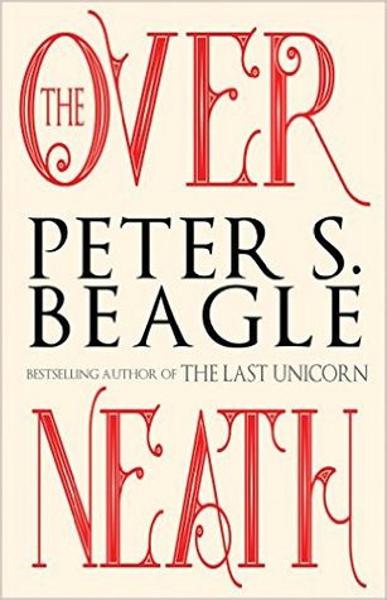 THE
OVER
PETER S.
BEAGLE
BESTSELLING AUTHOR OF THE LAST UNICORN
NEATH